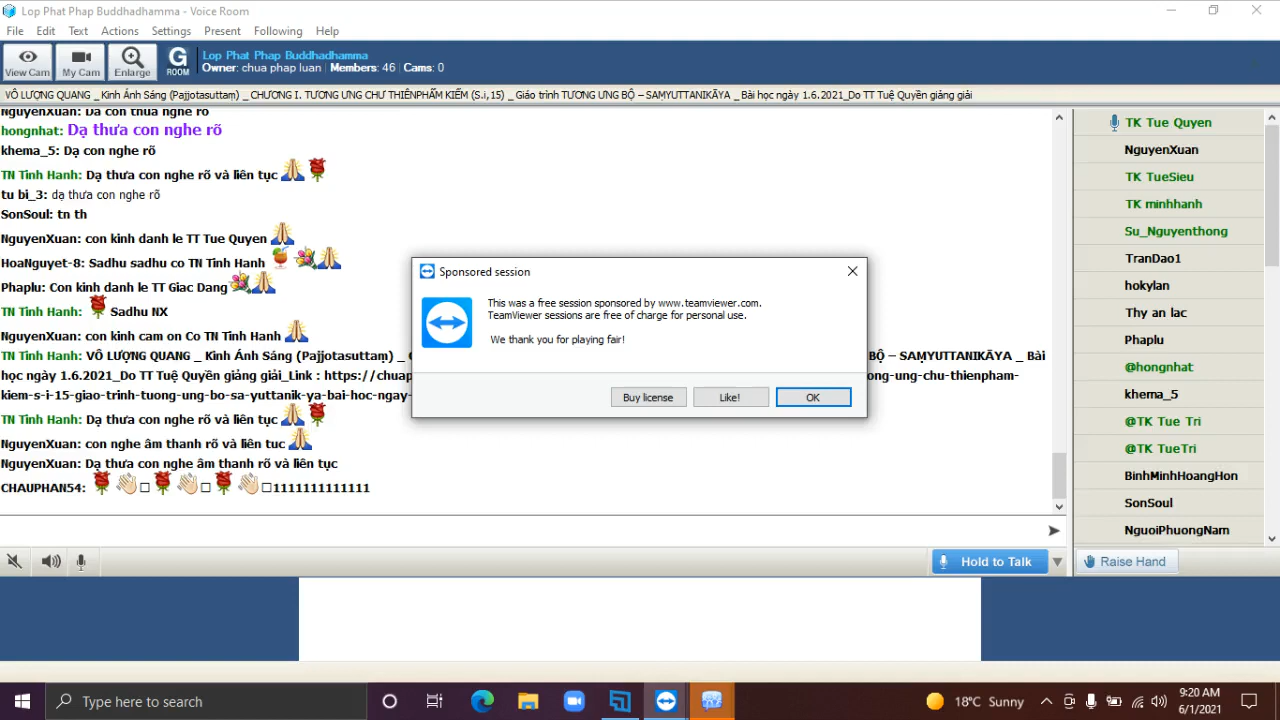 Lop Phat Phap Buddhadhamma - Voice Room
File Edit Text Actions Settings Present Following Help
View Cam My Cam Enlarge G ROOM
Lop Phat Phap Buddhadhamma
Owner: chua phap luan | Members: 46 | Cams: 0
VÔ LƯỢNG QUANG _ Kinh Ánh Sáng (Pajjotasuttaṃ) _ CHƯƠNG I. TƯƠNG ƯNG CHƯ THIÊNPHẨM KIẾM (S.i,15) _ Giáo trình TƯƠNG ƯNG BỘ – SAṂYUTTANIKĀYA _ Bài học ngày 1.6.2021_Do TT Tuệ Quyền giảng giải
NguyenXuan: Da con thua nghe ro
hongnhat: Dạ thưa con nghe rõ
khema_5: Dạ con nghe rõ
TN Tinh Hanh: Dạ thưa con nghe rõ và liên tục
tu bi_3: dạ thưa con nghe rõ
SonSoul: tn th
NguyenXuan: con kinh danh le TT Tue Quyen
HoaNguyet-8: Sadhu sadhu co TN Tinh Hanh
Phaplu: Con kinh danh le TT Giac Dang
TN Tinh Hanh: Sadhu NX
NguyenXuan: con kinh cam on Co TN Tinh Hanh
TN Tinh Hanh: VÔ LƯỢNG QUANG _ Kinh Ánh Sáng (Pajjotasuttaṃ) _ BỘ – SAṂYUTTANIKĀYA _ Bài
học ngày 1.6.2021_Do TT Tuệ Quyền giảng giải_Link : https://chuap ong-ung-chu-thienpham-
kiem-s-i-15-giao-trinh-tuong-ung-bo-sa-yuttanik-ya-bai-hoc-ngay-
TN Tinh Hanh: Dạ thưa con nghe rõ và liên tục
NguyenXuan: con nghe âm thanh rõ và liên tuc
NguyenXuan: Dạ thưa con nghe âm thanh rõ và liên tục
CHAUPHAN54: 1111111111111
Sponsored session
This was a free session sponsored by www.teamviewer.com.
TeamViewer sessions are free of charge for personal use.
We thank you for playing fair!
Buy license Like! OK
TK Tue Quyen
NguyenXuan
TK TueSieu
TK minhhanh
Su_Nguyenthong
TranDao1
hokylan
Thy an lac
Phaplu
@hongnhat
khema_5
@TK Tue Tri
@TK TueTri
BinhMinhHoangHon
SonSoul
NguoiPhuongNam
Hold to Talk
Raise Hand
Type here to search
18°C Sunny
9:20 AM
6/1/2021